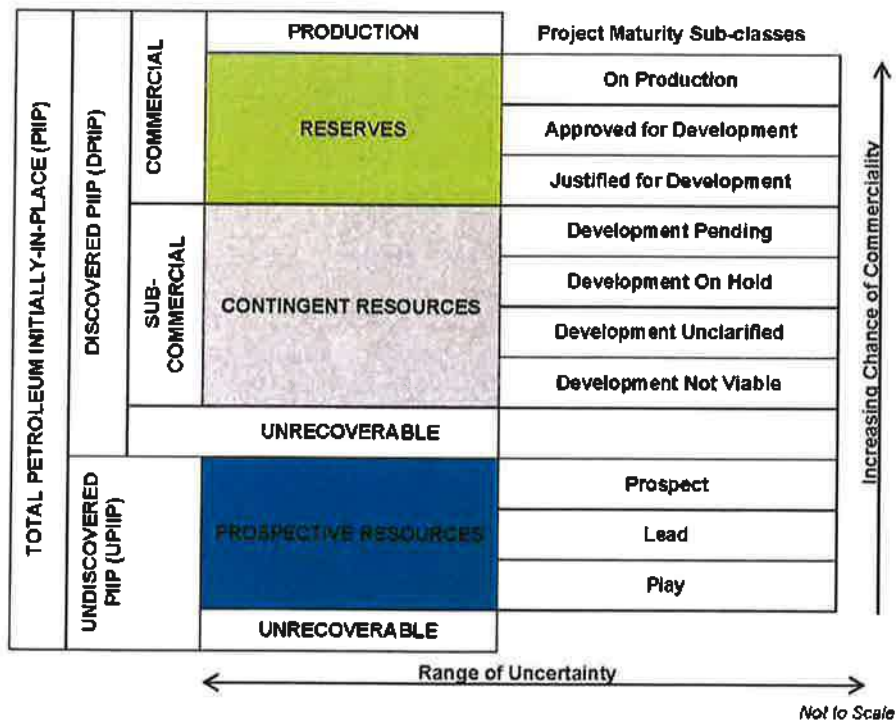 TOTAL PETROLEUM INITIALLY-IN-PLACE (PIIP)
DISCOVERED PIIP (DPIIP)
UNDISCOVERED
PIIP (UPIIP)
COMMERCIAL
SUB-
COMMERCIAL
PRODUCTION
RESERVES
CONTINGENT RESOURCES
UNRECOVERABLE
PROSPECTIVE RESOURCES
UNRECOVERABLE
Project Maturity Sub-classes
On Production
Approved for Development
Justified for Development
Development Pending
Development On Hold
Development Unclarified
Development Not Viable
Prospect
Lead
Play
Increasing Chance of Commerciality
Range of Uncertainty
Not to Scale